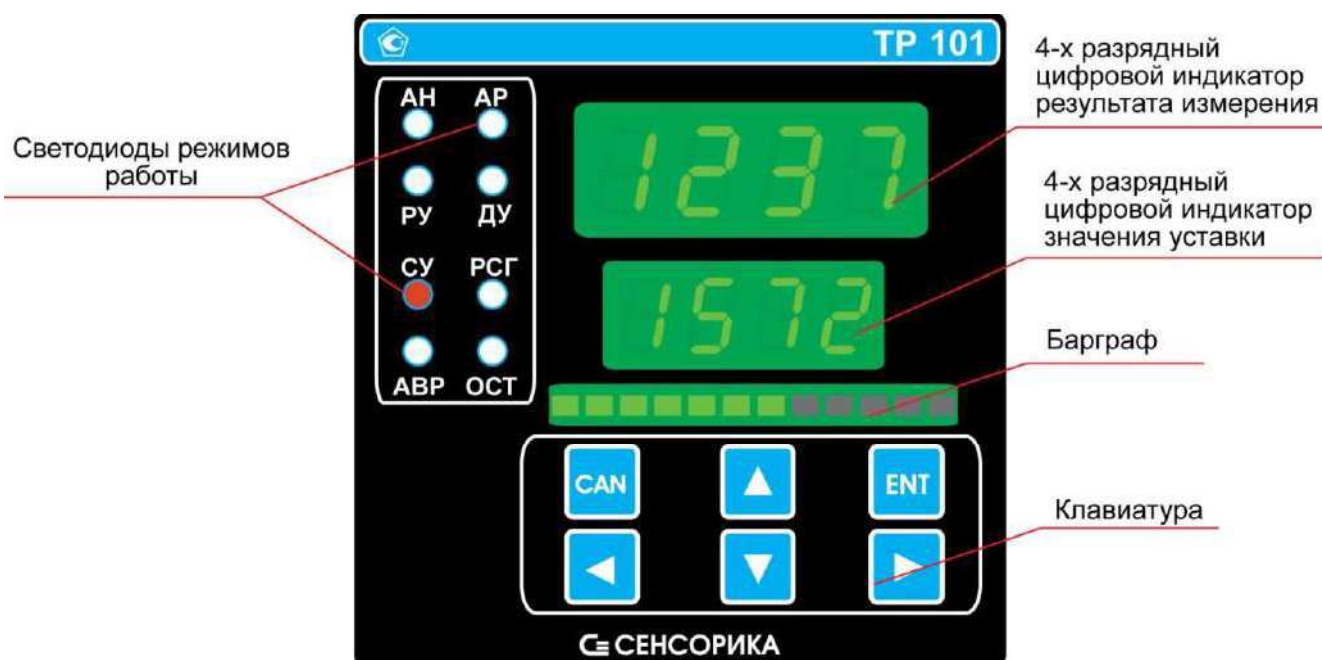 ТР 101
АН АР
РУ ДУ
СУ РСГ
АВР ОСТ
1237
1572
CAN
ENT
СЕНСОРИКА
Светодиоды режимов
работы
4-х разрядный
цифровой индикатор
результата измерения
4-х разрядный
цифровой индикатор
значения уставки
Барграф
Клавиатура